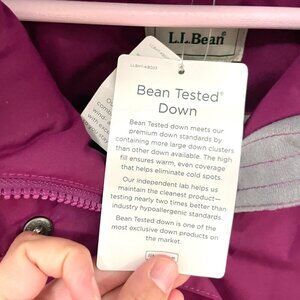 L.L.Bean
Bean Tested®
Down
Bean Tested down meets our
premium down standards by
containing more large down clusters
than other down available. The high
fill ensures warm, even coverage
that helps eliminate cold spots.
Our independent lab helps us
maintain the cleanest product—
testing nearly two times better than
industry hypoallergenic standards.
Bean Tested down is one of the
most exclusive down products on
the market.